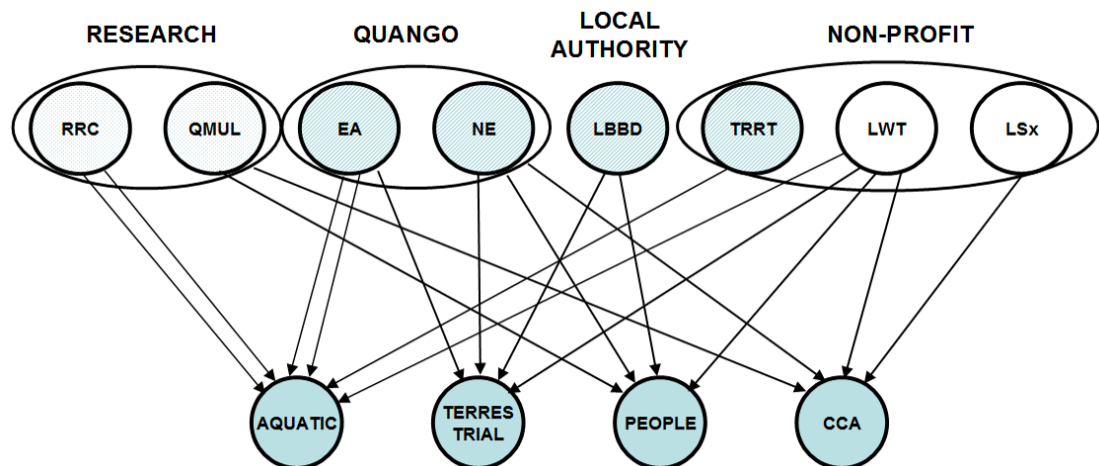 RESEARCH
QUANGO
LOCAL
AUTHORITY
NON-PROFIT
RRC
QMUL
EA
NE
LBBD
TRRT
LWT
LSx
AQUATIC
TERRES
TRIAL
PEOPLE
CCA